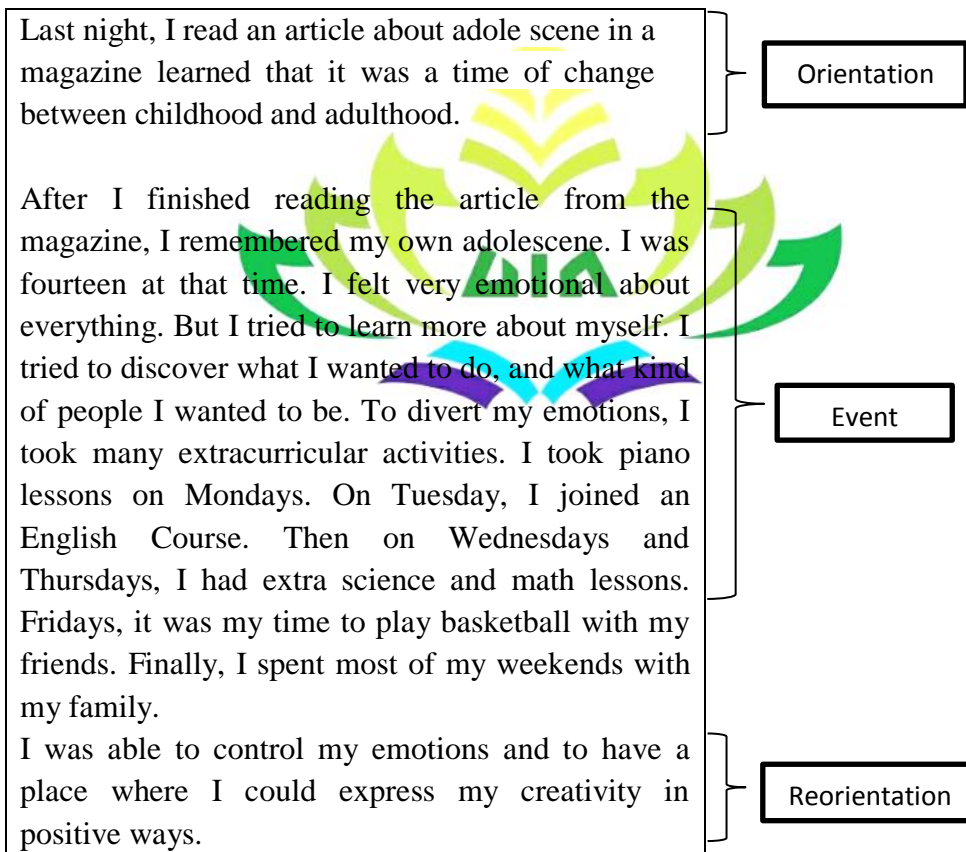 Last night, I read an article about adole scene in a
magazine learned that it was a time of change
between childhood and adulthood.
Orientation
After I finished reading the article from the
magazine, I remembered my own adolescene. I was
fourteen at that time. I felt very emotional about
everything. But I tried to learn more about myself. I
tried to discover what I wanted to do, and what kind
of people I wanted to be. To divert my emotions, I
took many extracurricular activities. I took piano
lessons on Mondays. On Tuesday, I joined an
English Course. Then on Wednesdays and
Thursdays, I had extra science and math lessons.
Fridays, it was my time to play basketball with my
friends. Finally, I spent most of my weekends with
my family.
Event
I was able to control my emotions and to have a
place where I could express my creativity in
positive ways.
Reorientation